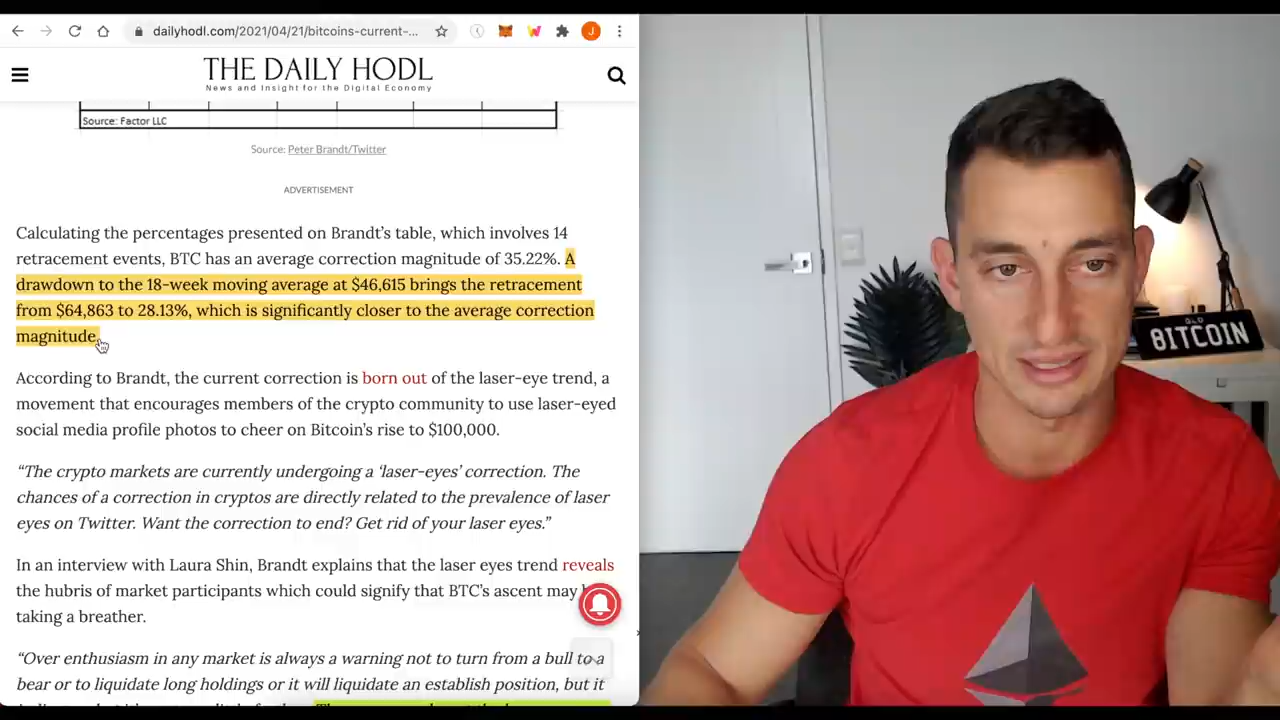 dailyhodl.com/2021/04/21/bitcoins-current-...
J
THE DAILY HODL
News and Insight for the Digital Economy
Source: Factor LLC
Source: Peter Brandt/Twitter
ADVERTISEMENT
Calculating the percentages presented on Brandt's table, which involves 14
retracement events, BTC has an average correction magnitude of 35.22%. A
drawdown to the 18-week moving average at $46,615 brings the retracement
from $64,863 to 28.13%, which is significantly closer to the average correction
magnitude.
According to Brandt, the current correction is born out of the laser-eye trend, a
movement that encourages members of the crypto community to use laser-eyed
social media profile photos to cheer on Bitcoin's rise to $100,000.
“The crypto markets are currently undergoing a ‘laser-eyes’ correction. The
chances of a correction in cryptos are directly related to the prevalence of laser
eyes on Twitter. Want the correction to end? Get rid of your laser eyes.”
In an interview with Laura Shin, Brandt explains that the laser eyes trend reveals
the hubris of market participants which could signify that BTC's ascent may
taking a breather.
“Over enthusiasm in any market is always a warning not to turn from a bull to a
bear or to liquidate long holdings or it will liquidate an establish position, but it
QLD
BITCOIN